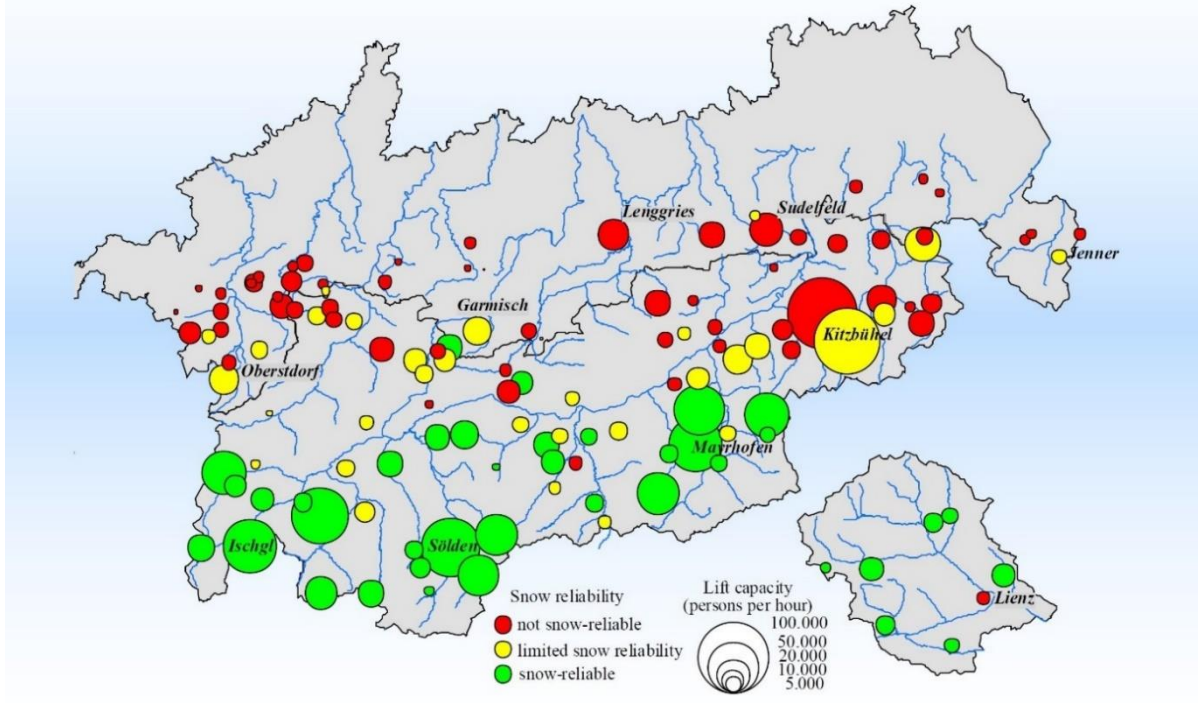 Lenggries
Sudelfeld
Jenner
Garmisch
Kitzbühel
Oberstdorf
Mayrhofen
Ischgl
Sölden
Lienz
Snow reliability
not snow-reliable
limited snow reliability
snow-reliable
Lift capacity
(persons per hour)
100.000
50.000
20.000
10.000
5.000